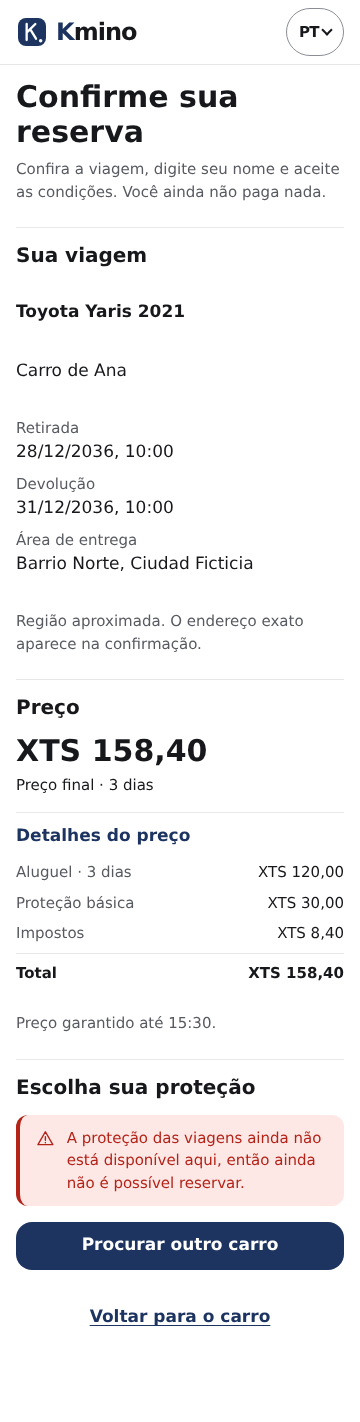 K. Kmino
PT
Confirme sua
reserva
Confira a viagem, digite seu nome e aceite
as condições. Você ainda não paga nada.
Sua viagem
Toyota Yaris 2021
Carro de Ana
Retirada
28/12/2036, 10:00
Devolução
31/12/2036, 10:00
Área de entrega
Barrio Norte, Ciudad Ficticia
Região aproximada. O endereço exato
aparece na confirmação.
Preço
XTS 158,40
Preço final · 3 dias
Detalhes do preço
Aluguel · 3 dias XTS 120,00
Proteção básica XTS 30,00
Impostos XTS 8,40
Total XTS 158,40
Preço garantido até 15:30.
Escolha sua proteção
A proteção das viagens ainda não
está disponível aqui, então ainda
não é possível reservar.
Procurar outro carro
Voltar para o carro